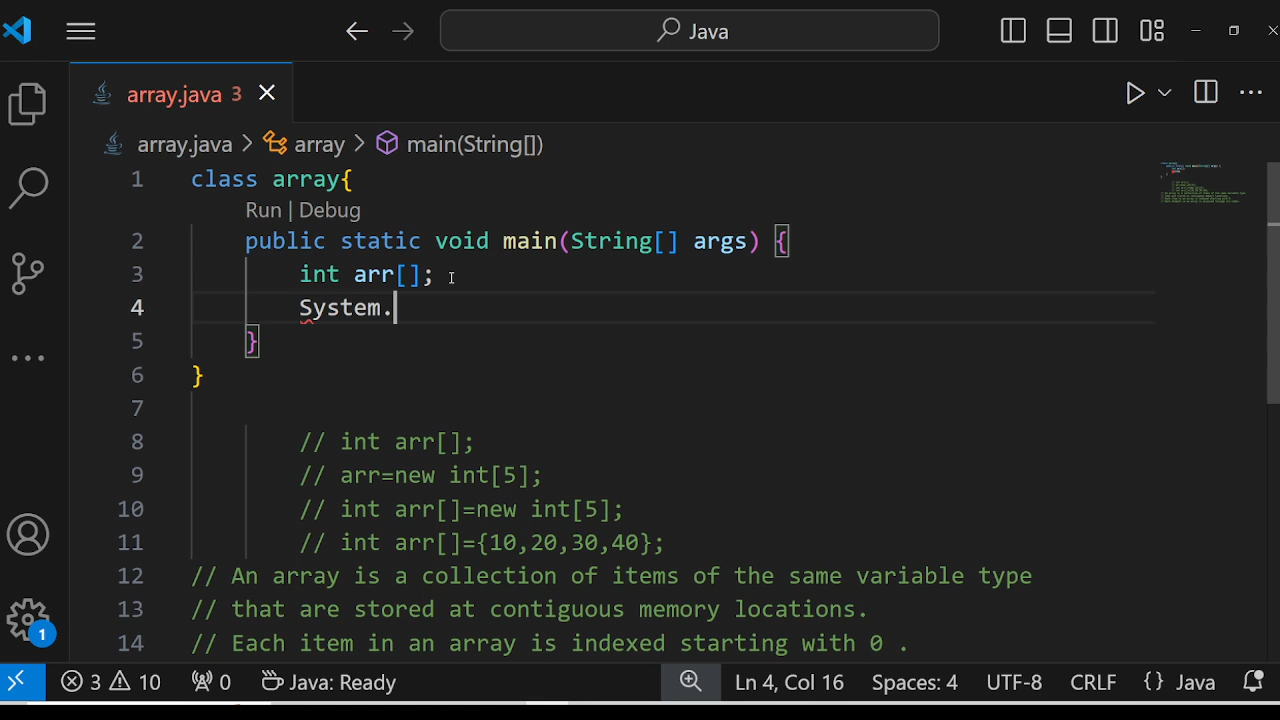 Java
array.java 3
array.java > array > main(String[])
1 class array{
Run | Debug
2 public static void main(String[] args) {
3 int arr[];
4 System.
5 }
6 }
7
8 // int arr[];
9 // arr=new int[5];
10 // int arr[]=new int[5];
11 // int arr[]={10,20,30,40};
12 // An array is a collection of items of the same variable type
13 // that are stored at contiguous memory locations.
14 // Each item in an array is indexed starting with 0 .
1
3 10 0 Java: Ready Ln 4, Col 16 Spaces: 4 UTF-8 CRLF {} Java